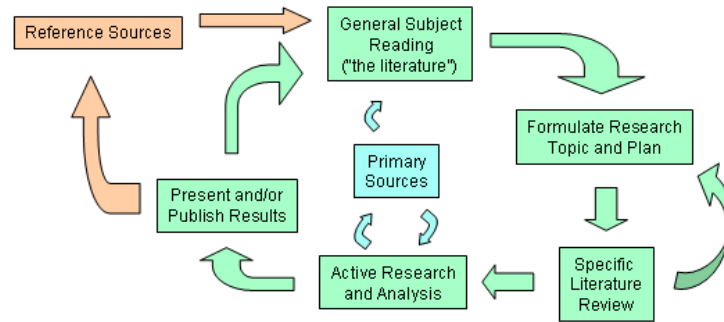 Reference Sources
General Subject
Reading
("the literature")
Formulate Research
Topic and Plan
Primary
Sources
Present and/or
Publish Results
Active Research
and Analysis
Specific
Literature
Review